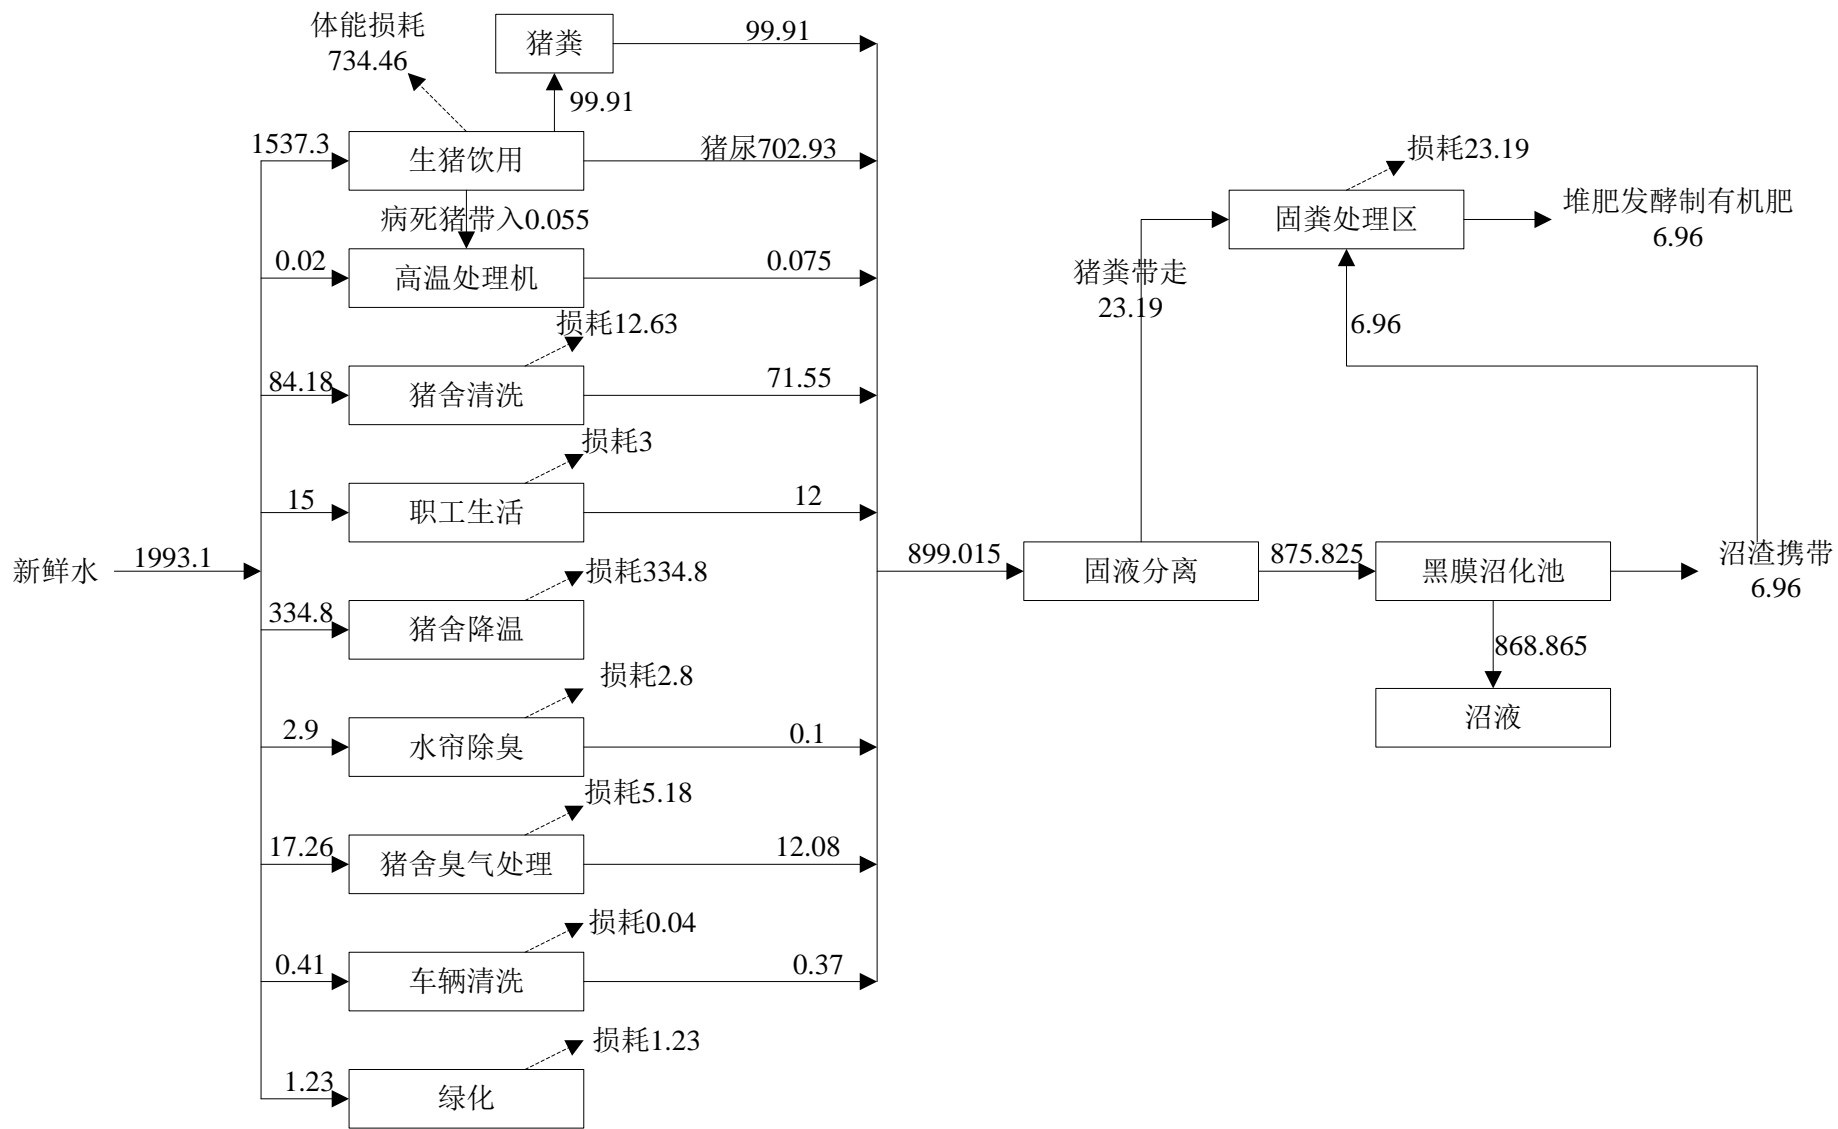 体能损耗
734.46
猪粪
99.91
99.91
1537.3
生猪饮用
猪尿702.93
病死猪带入0.055
0.02
高温处理机
0.075
损耗12.63
84.18
猪舍清洗
71.55
损耗3
15
职工生活
12
新鲜水
1993.1
损耗334.8
334.8
猪舍降温
损耗2.8
2.9
水帘除臭
0.1
损耗5.18
17.26
猪舍臭气处理
12.08
损耗0.04
0.41
车辆清洗
0.37
损耗1.23
1.23
绿化
899.015
固液分离
猪粪带走
23.19
损耗23.19
固粪处理区
堆肥发酵制有机肥
6.96
6.96
875.825
黑膜沼化池
沼渣携带
6.96
868.865
沼液